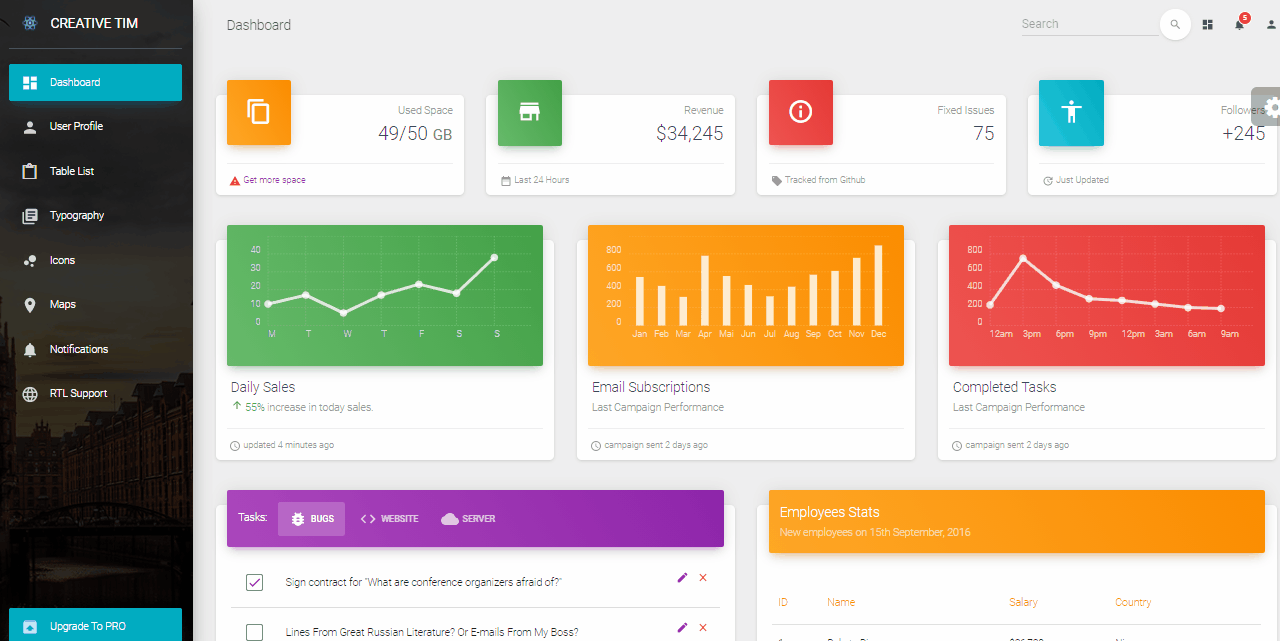 CREATIVE TIM
Dashboard
User Profile
Table List
Typography
Icons
Maps
Notifications
RTL Support
Upgrade To PRO
Dashboard
Search
5
Used Space
49/50 GB
Get more space
Revenue
$34,245
Last 24 Hours
Fixed Issues
75
Tracked from Github
Followers
+245
Just Updated
40
30
20
10
0
M T W T F S S
Daily Sales
55% increase in today sales.
updated 4 minutes ago
800
600
400
200
0
Jan Feb Mar Apr Mai Jun Jul Aug Sep Oct Nov Dec
Email Subscriptions
Last Campaign Performance
campaign sent 2 days ago
800
600
400
200
0
12am 3pm 6pm 9pm 12pm 3am 6am 9am
Completed Tasks
Last Campaign Performance
campaign sent 2 days ago
Tasks: BUGS WEBSITE SERVER
Sign contract for "What are conference organizers afraid of?"
Lines From Great Russian Literature? Or E-mails From My Boss?
Employees Stats
New employees on 15th September, 2016
ID Name Salary Country